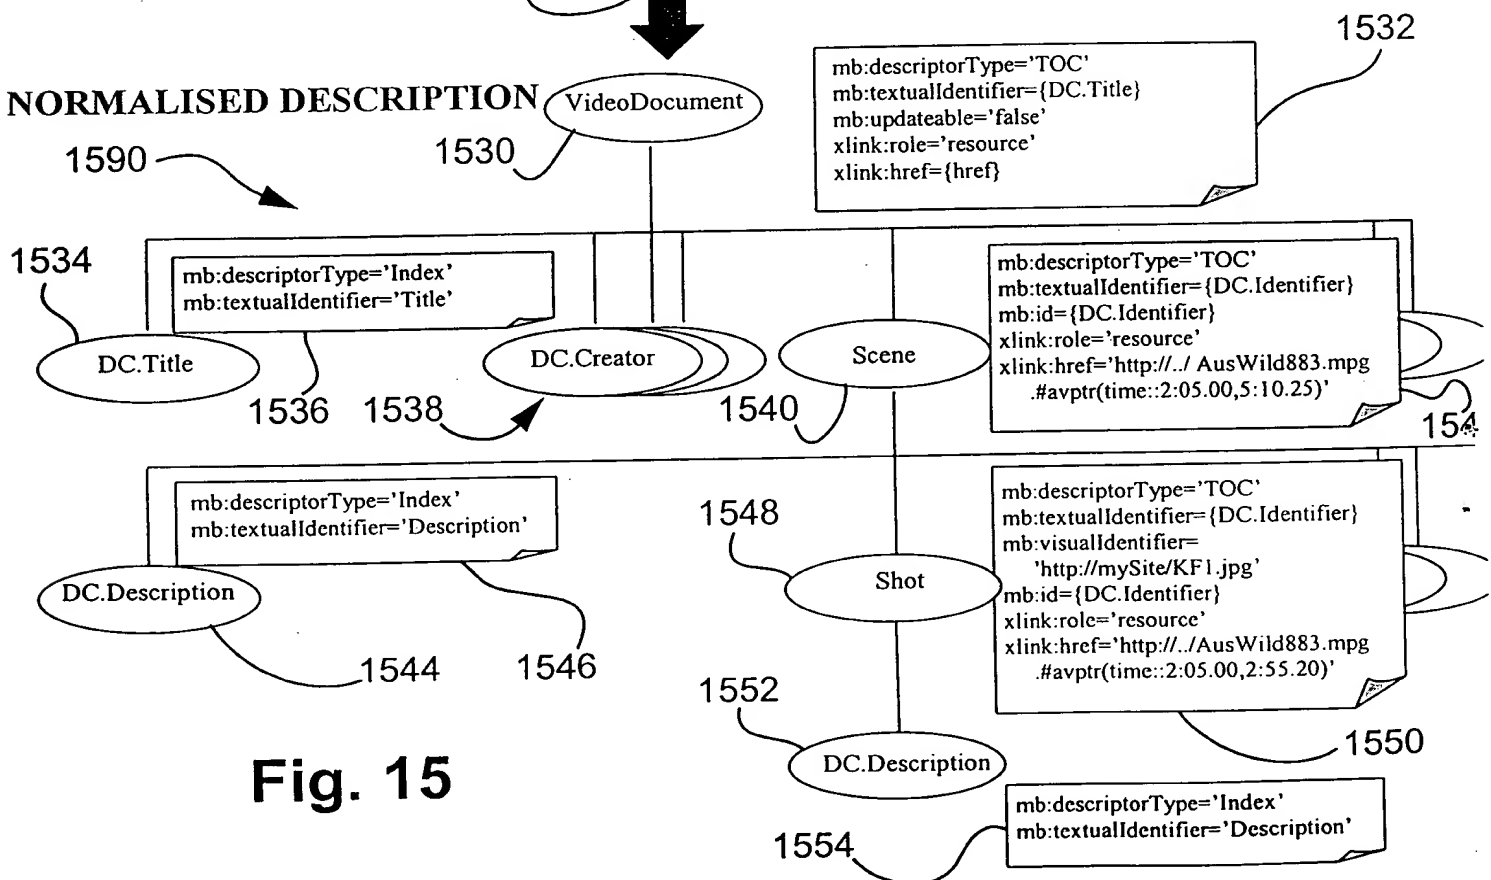 1532
mb:descriptorType='TOC'
mb:textualIdentifier={DC.Title}
mb:updateable='false'
xlink:role='resource'
xlink:href={href}
NORMALISED DESCRIPTION
VideoDocument
1530
1590
1534
mb:descriptorType='Index'
mb:textualIdentifier='Title'
mb:descriptorType='TOC'
mb:textualIdentifier={DC.Identifier}
mb:id={DC.Identifier}
xlink:role='resource'
xlink:href='http://../ AusWild883.mpg
.#avptr(time::2:05.00,5:10.25)'
DC.Title
DC.Creator
Scene
1536
1538
1540
mb:descriptorType='Index'
mb:textualIdentifier='Description'
1548
mb:descriptorType='TOC'
mb:textualIdentifier={DC.Identifier}
mb:visualIdentifier=
'http://mySite/KF1.jpg'
mb:id={DC.Identifier}
xlink:role='resource'
xlink:href='http://../AusWild883.mpg
.#avptr(time::2:05.00,2:55.20)'
DC.Description
Shot
1544
1546
1552
1550
DC.Description
Fig. 15
mb:descriptorType='Index'
mb:textualIdentifier='Description'
1554